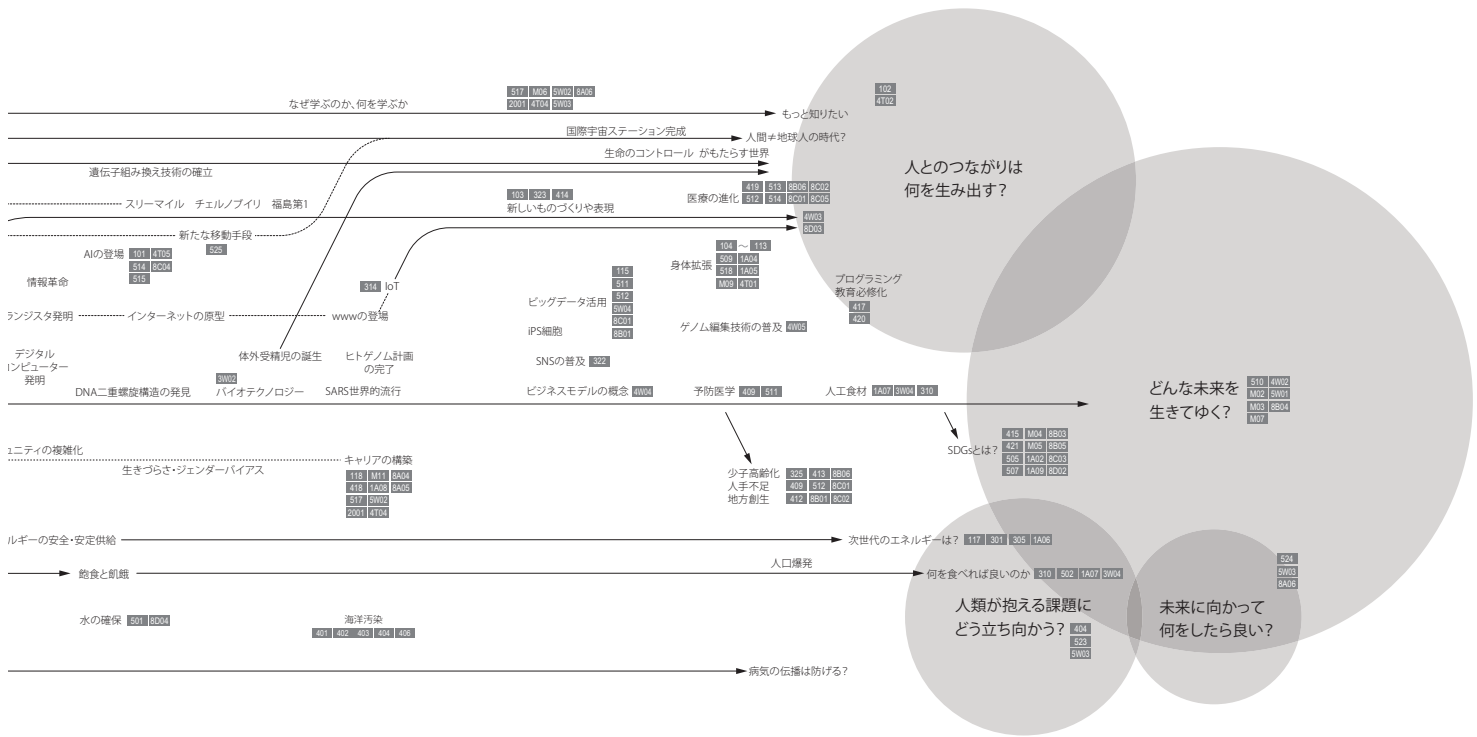 517 M06 5W02 8A06
2001 4T04 5W03
なぜ学ぶのか、何を学ぶか
もっと知りたい
102
4T02
国際宇宙ステーション完成
人間≠地球人の時代?
生命のコントロール がもたらす世界
遺伝子組み換え技術の確立
人とのつながりは
何を生み出す?
スリーマイル チェルノブイリ 福島第1
103 323 414
新しいものづくりや表現
医療の進化
419 513 8B06 8C02
512 514 8C01 8C05
4W03
8D03
新たな移動手段
525
AIの登場
101 4T05
514 8C04
515
情報革命
身体拡張
104 〜 113
509 1A04
518 1A05
M09 4T01
プログラミング
教育必修化
417
420
314 IoT
ビッグデータ活用
115
511
512
5W04
8C01
8B01
iPS細胞
ランジスタ発明
インターネットの原型
wwwの登場
ゲノム編集技術の普及 4W05
デジタル
コンピューター
発明
体外受精児の誕生
ヒトゲノム計画
の完了
SNSの普及 322
DNA二重螺旋構造の発見
3W02
バイオテクノロジー
SARS世界的流行
ビジネスモデルの概念 4W04
予防医学 409 511
人工食材 1A07 3W04 310
どんな未来を
生きてゆく?
510 4W02
M02 5W01
M03 8B04
M07
SDGsとは?
415 M04 8B03
421 M05 8B05
505 1A02 8C03
507 1A09 8D02
ュニティの複雑化
生きづらさ・ジェンダーバイアス
キャリアの構築
118 M11 8A04
418 1A08 8A05
517 5W02
2001 4T04
少子高齢化 325 413 8B06
人手不足 409 512 8C01
地方創生 412 8B01 8C02
ルギーの安全・安定供給
次世代のエネルギーは? 117 301 305 1A06
飽食と飢餓
人口爆発
何を食べれば良いのか 310 502 1A07 3W04
524
5W03
8A06
人類が抱える課題に
どう立ち向かう?
404
523
5W03
未来に向かって
何をしたら良い?
水の確保 501 8D04
海洋汚染
401 402 403 404 406
病気の伝播は防げる?